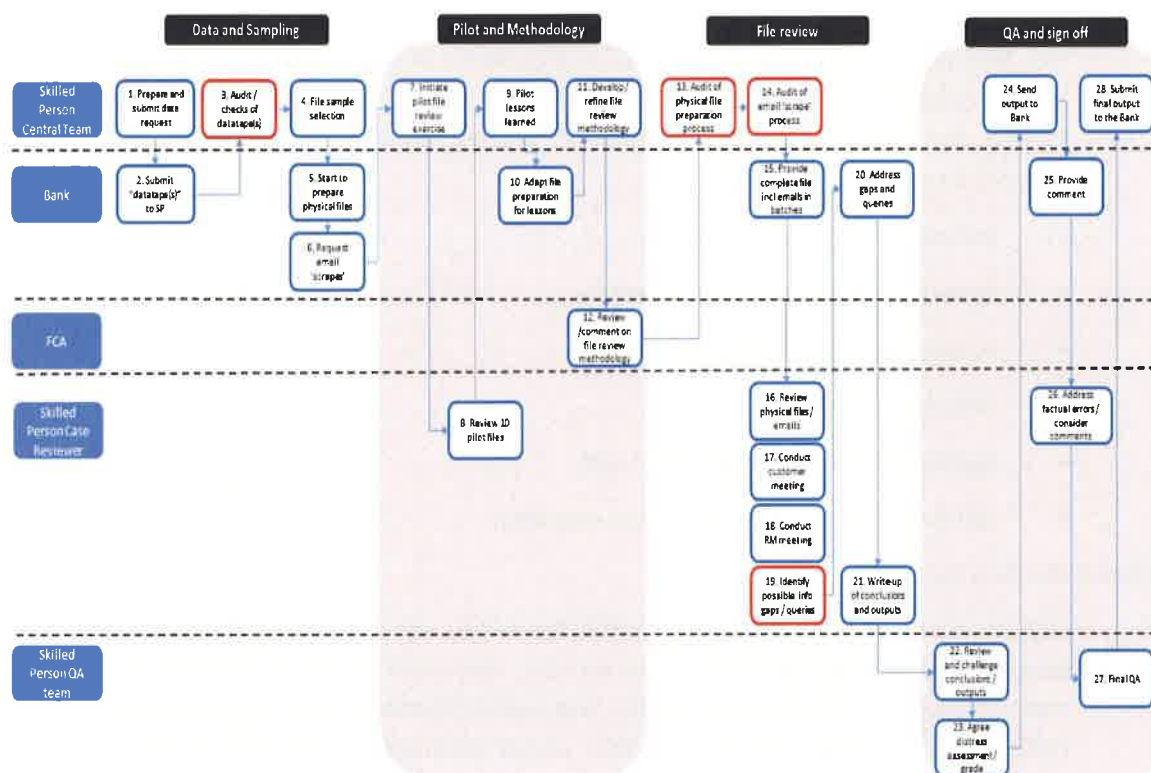 Data and Sampling
Pilot and Methodology
File review
QA and sign off
Skilled
Person
Central Team
1. Prepare and
submit data
request
3. Audit /
checks of
datatape(s)
4. File sample
selection
7. Initiate
pilot file
review
exercise
9. Pilot
lessons
learned
11. Develop /
refine file
review
methodology
13. Audit of
physical file
preparation
process
14. Audit of
email 'scrape'
process
24. Send
output to
Bank
28. Submit
final output
to the Bank
Bank
2. Submit
"datatape(s)"
to SP
5. Start to
prepare
physical files
10. Adapt file
preparation
for lessons
15. Provide
complete file
incl emails in
batches
20. Address
gaps and
queries
25. Provide
comment
6. Request
email
'scrapes'
FCA
12. Review
/comment on
file review
methodology
Skilled
Person Case
Reviewer
8. Review 10
pilot files
16. Review
physical files /
emails
26. Address
factual errors /
consider
comments
17. Conduct
customer
meeting
18. Conduct
RM meeting
19. Identify
possible info
gaps / queries
21. Write-up
of conclusions
and outputs
Skilled
Person QA
team
22. Review
and challenge
conclusions /
outputs
27. Final QA
23. Agree
distress
assessment /
grade